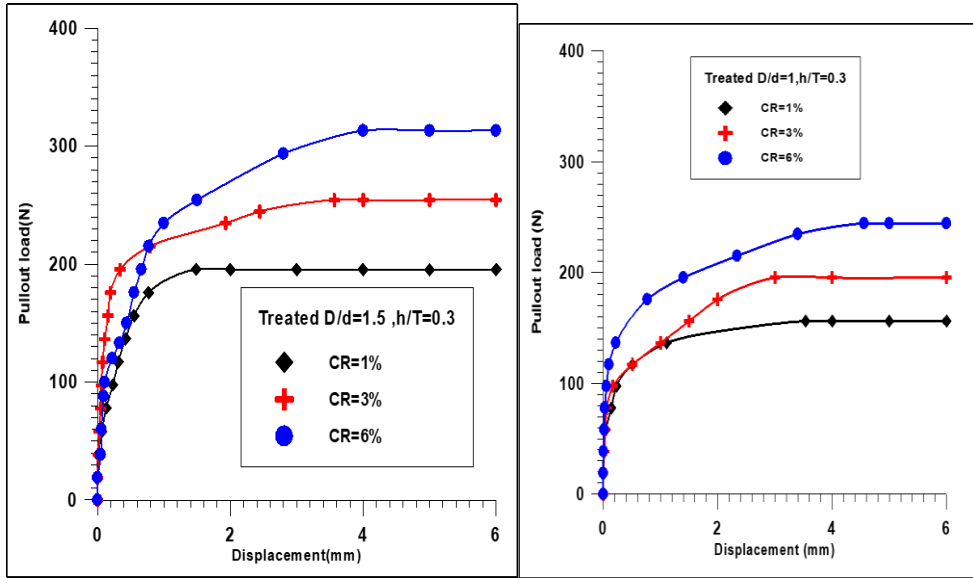 400
300
200
100
0
Pullout load(N)
Treated D/d=1.5 ,h/T=0.3
CR=1%
CR=3%
CR=6%
0 2 4 6
Displacement(mm)
400
300
200
100
0
Pullout load (N)
Treated D/d=1,h/T=0.3
CR=1%
CR=3%
CR=6%
0 2 4 6
Displacement (mm)